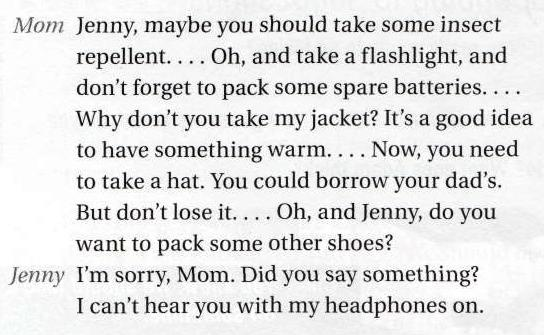 Mom Jenny, maybe you should take some insect
repellent. . . . Oh, and take a flashlight, and
don't forget to pack some spare batteries. . . .
Why don't you take my jacket? It's a good idea
to have something warm. . . . Now, you need
to take a hat. You could borrow your dad's.
But don't lose it. . . . Oh, and Jenny, do you
want to pack some other shoes?
Jenny I'm sorry, Mom. Did you say something?
I can't hear you with my headphones on.